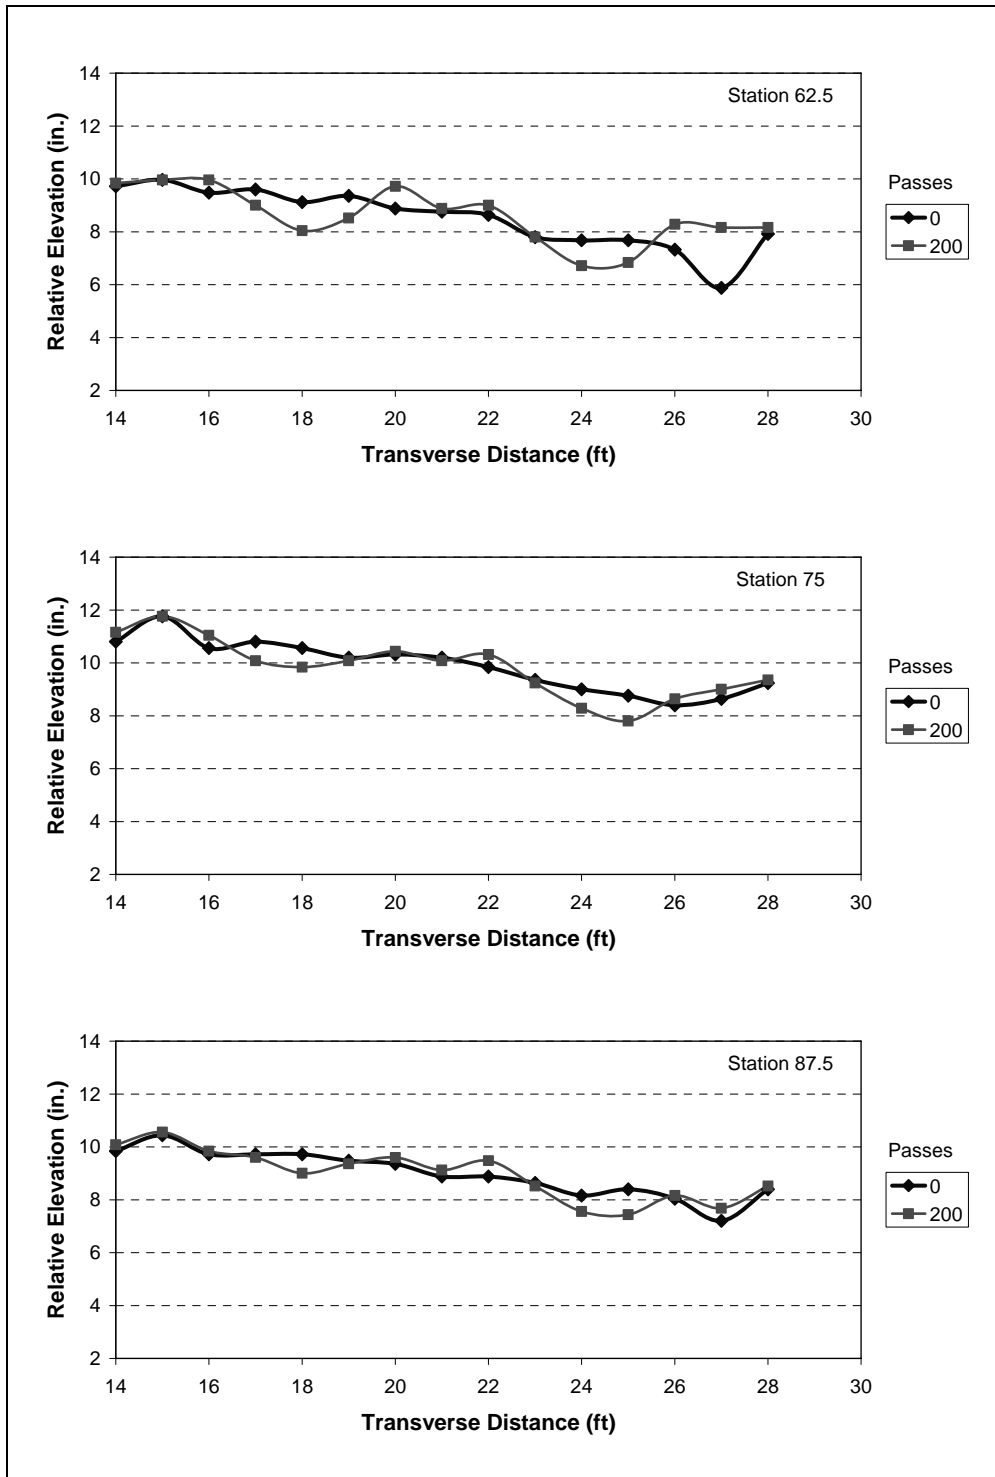 Station 62.5
14
12
10
8
6
4
2
Relative Elevation (in.)
14 16 18 20 22 24 26 28 30
Transverse Distance (ft)
Passes
0
200
Station 75
14
12
10
8
6
4
2
Relative Elevation (in.)
14 16 18 20 22 24 26 28 30
Transverse Distance (ft)
Passes
0
200
Station 87.5
14
12
10
8
6
4
2
Relative Elevation (in.)
14 16 18 20 22 24 26 28 30
Transverse Distance (ft)
Passes
0
200